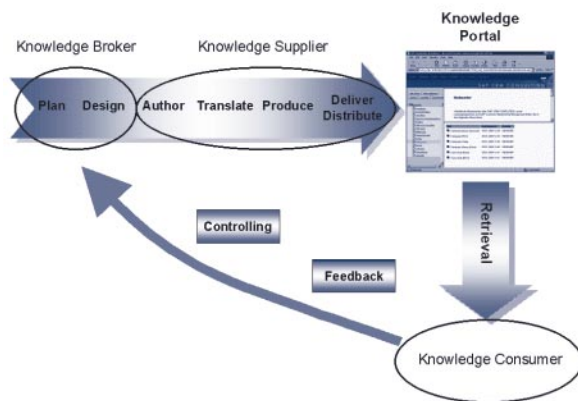 Knowledge
Portal
Knowledge Broker
Knowledge Supplier
Plan
Design
Author
Translate
Produce
Deliver
Distribute
Retrieval
Controlling
Feedback
Knowledge Consumer